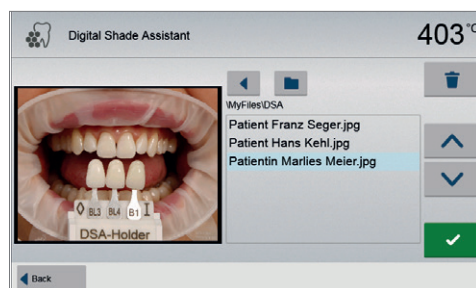 Digital Shade Assistant
403°C
\MyFiles\DSA
Patient Franz Seger.jpg
Patient Hans Kehl.jpg
Patientin Marlies Meier.jpg
BL3 BL4 B1
DSA-Holder
Back